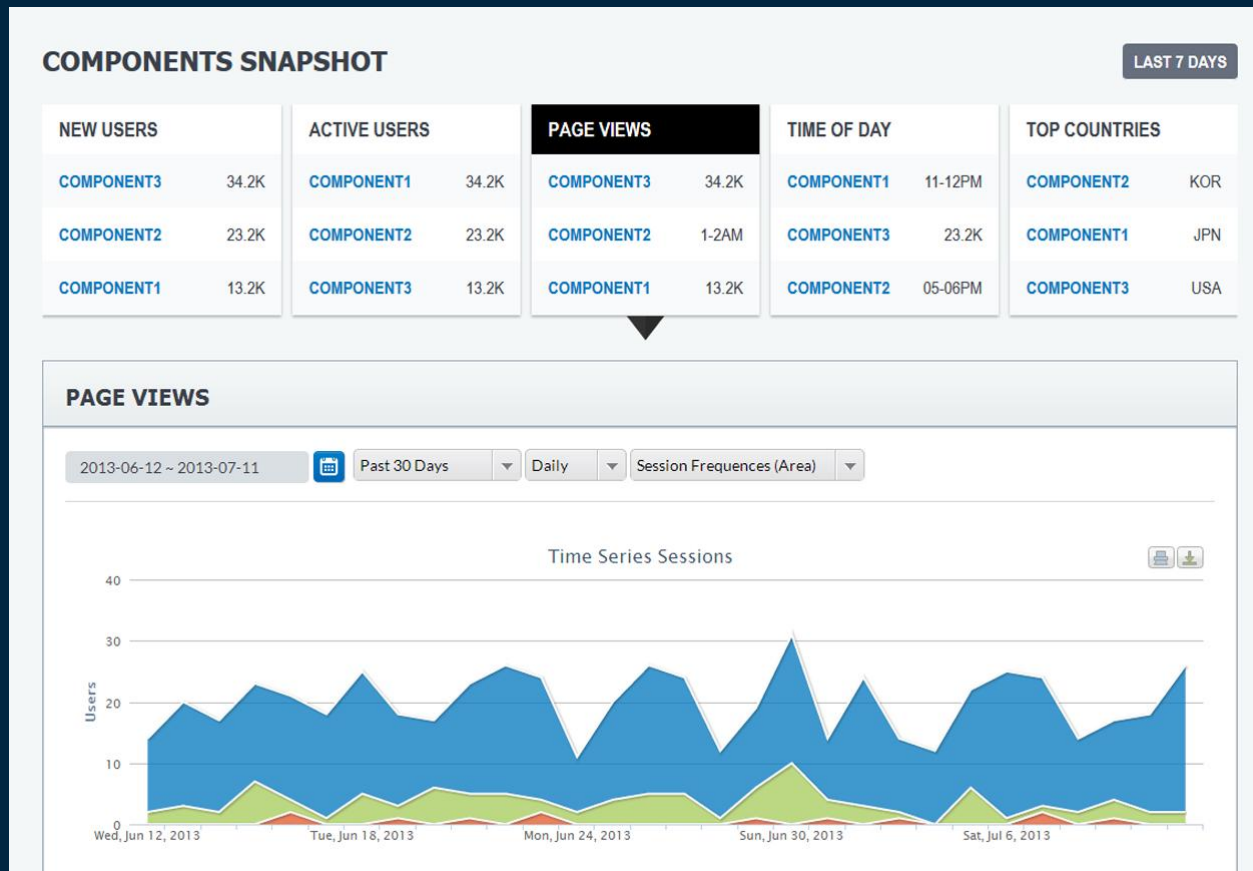 COMPONENTS SNAPSHOT
LAST 7 DAYS
NEW USERS
COMPONENT3 34.2K
COMPONENT2 23.2K
COMPONENT1 13.2K
ACTIVE USERS
COMPONENT1 34.2K
COMPONENT2 23.2K
COMPONENT3 13.2K
PAGE VIEWS
COMPONENT3 34.2K
COMPONENT2 1-2AM
COMPONENT1 13.2K
TIME OF DAY
COMPONENT1 11-12PM
COMPONENT3 23.2K
COMPONENT2 05-06PM
TOP COUNTRIES
COMPONENT2 KOR
COMPONENT1 JPN
COMPONENT3 USA
PAGE VIEWS
2013-06-12 ~ 2013-07-11
Past 30 Days
Daily
Session Frequences (Area)
Time Series Sessions
Users
40
30
20
10
0
Wed, Jun 12, 2013
Tue, Jun 18, 2013
Mon, Jun 24, 2013
Sun, Jun 30, 2013
Sat, Jul 6, 2013